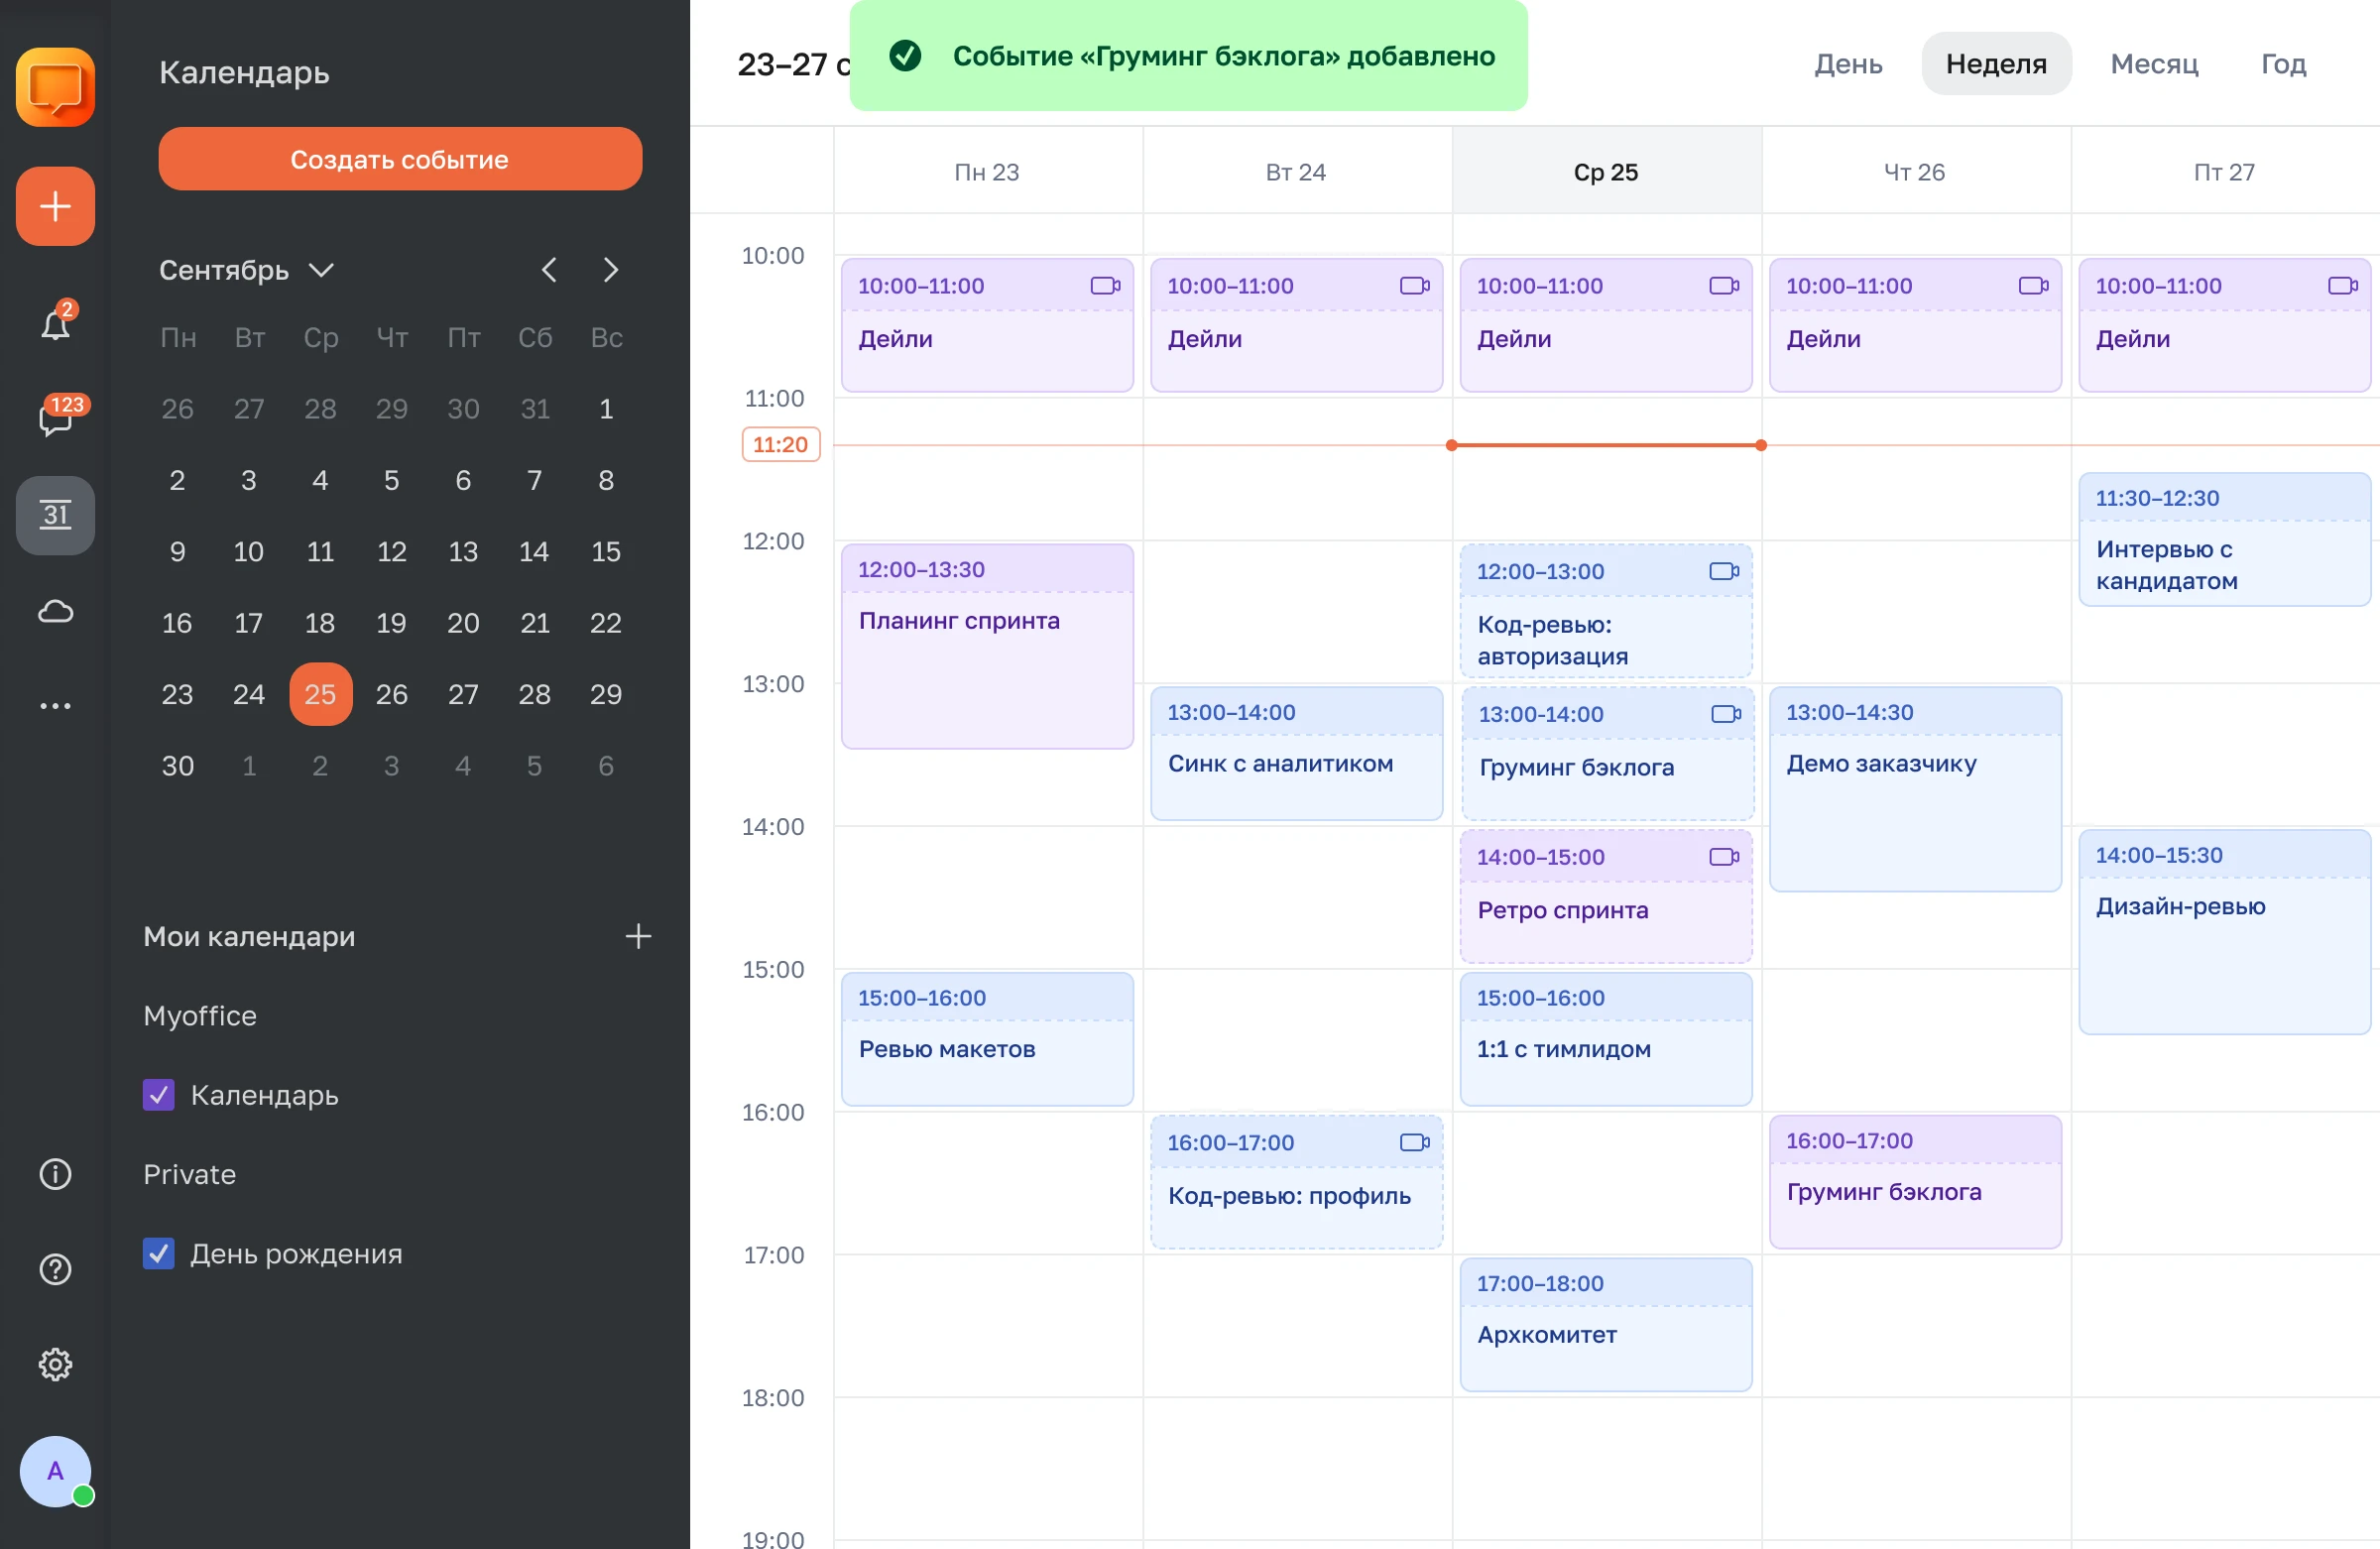 Календарь
Создать событие
Сентябрь
Пн Вт Ср Чт Пт Сб Вс
26 27 28 29 30 31 1
2 3 4 5 6 7 8
9 10 11 12 13 14 15
16 17 18 19 20 21 22
23 24 25 26 27 28 29
30 1 2 3 4 5 6
Мои календари
Myoffice
Календарь
Private
День рождения
2
123
31
A
23–27 с
Событие «Груминг бэклога» добавлено
День Неделя Месяц Год
Пн 23 Вт 24 Ср 25 Чт 26 Пт 27
10:00
11:00
11:20
12:00
13:00
14:00
15:00
16:00
17:00
18:00
19:00
10:00–11:00
Дейли
12:00–13:30
Планинг спринта
15:00–16:00
Ревью макетов
10:00–11:00
Дейли
13:00–14:00
Синк с аналитиком
16:00–17:00
Код-ревью: профиль
10:00–11:00
Дейли
12:00–13:00
Код-ревью:
авторизация
13:00-14:00
Груминг бэклога
14:00–15:00
Ретро спринта
15:00–16:00
1:1 с тимлидом
17:00–18:00
Архкомитет
10:00–11:00
Дейли
13:00–14:30
Демо заказчику
16:00–17:00
Груминг бэклога
10:00–11:00
Дейли
11:30–12:30
Интервью с
кандидатом
14:00–15:30
Дизайн-ревью